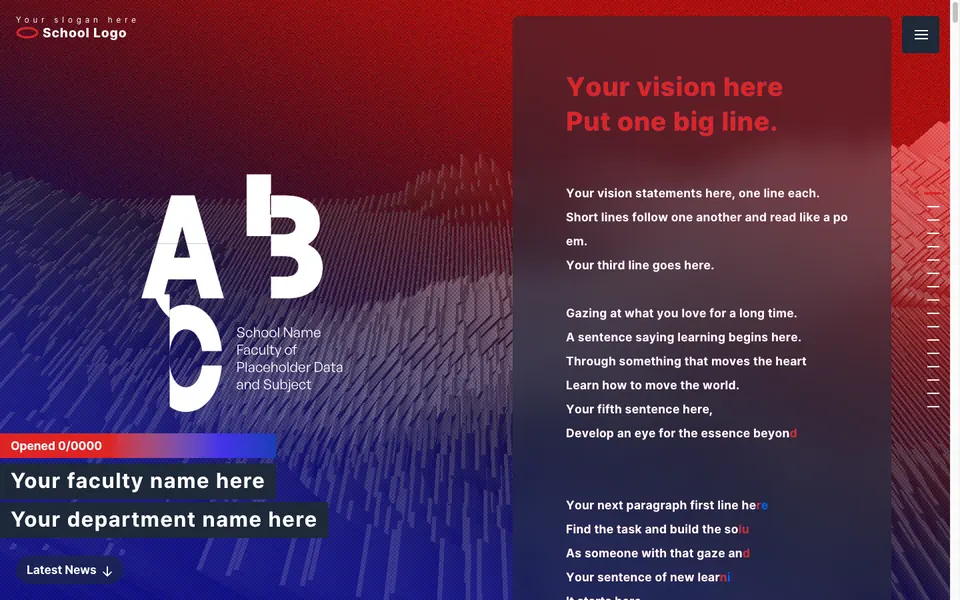 Your slogan here
School Logo
ABC
School Name
Faculty of
Placeholder Data
and Subject
Opened 0/0000
Your faculty name here
Your department name here
Latest News ↓
Your vision here
Put one big line.
Your vision statements here, one line each.
Short lines follow one another and read like a po
em.
Your third line goes here.
Gazing at what you love for a long time.
A sentence saying learning begins here.
Through something that moves the heart
Learn how to move the world.
Your fifth sentence here,
Develop an eye for the essence beyond
Your next paragraph first line here
Find the task and build the solu
As someone with that gaze and
Your sentence of new learni
It starts here